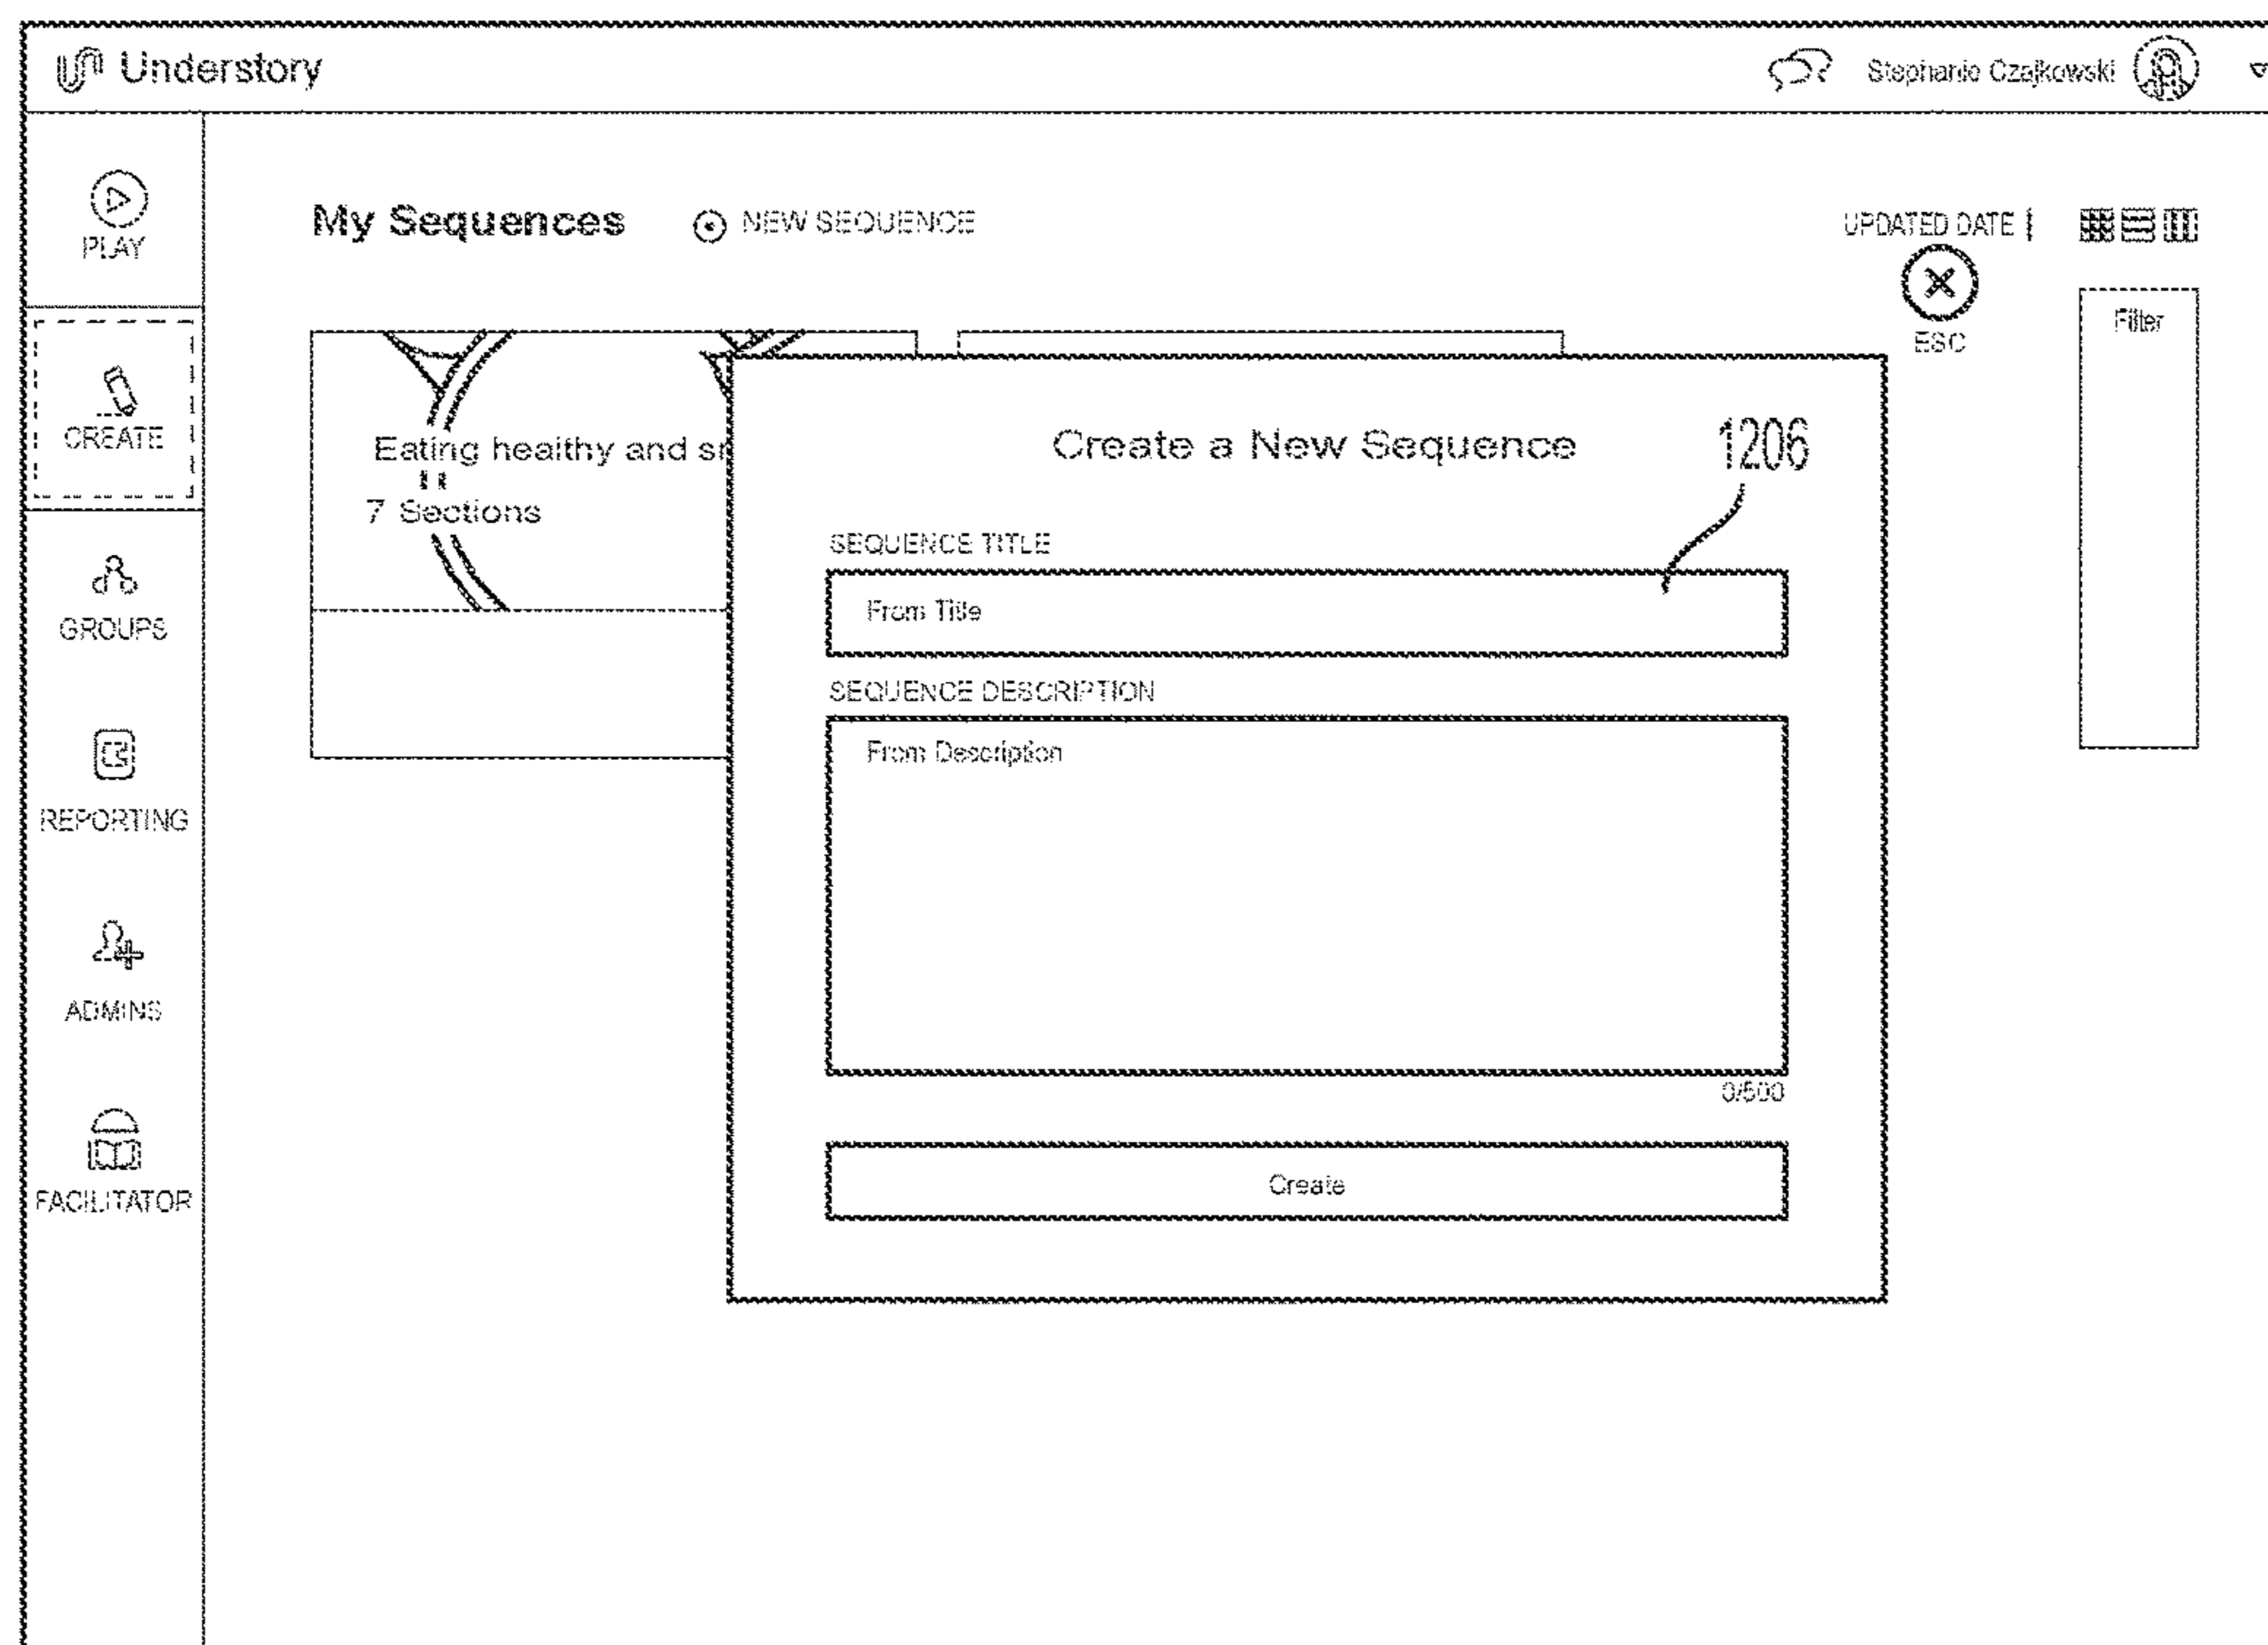 Understory
Stephanie Czajkowski
PLAY
CREATE
GROUPS
REPORTING
ADMINS
FACILITATOR
My Sequences
NEW SEQUENCE
UPDATED DATE
Filter
ESC
Eating healthy and
7 Sections
Create a New Sequence
1206
SEQUENCE TITLE
From Title
SEQUENCE DESCRIPTION
From Description
0/500
Create